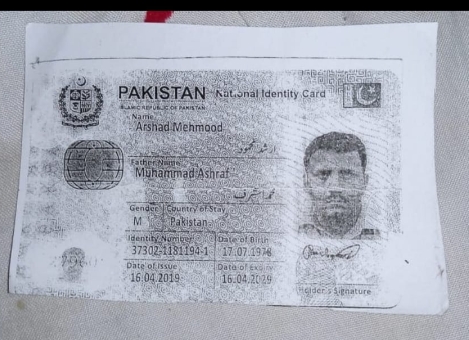 PAKISTAN National Identity Card
ISLAMIC REPUBLIC OF PAKISTAN
Name
Arshad Mehmood
ارشد محمود
Father Name
Muhammad Ashraf
محمد اشرف
Gender Country of Stay
M Pakistan
Identity Number Date of Birth
37302-1181194-1 17.07.1978
Date of Issue Date of Expiry
16.04.2019 16.04.2029
Holder's Signature